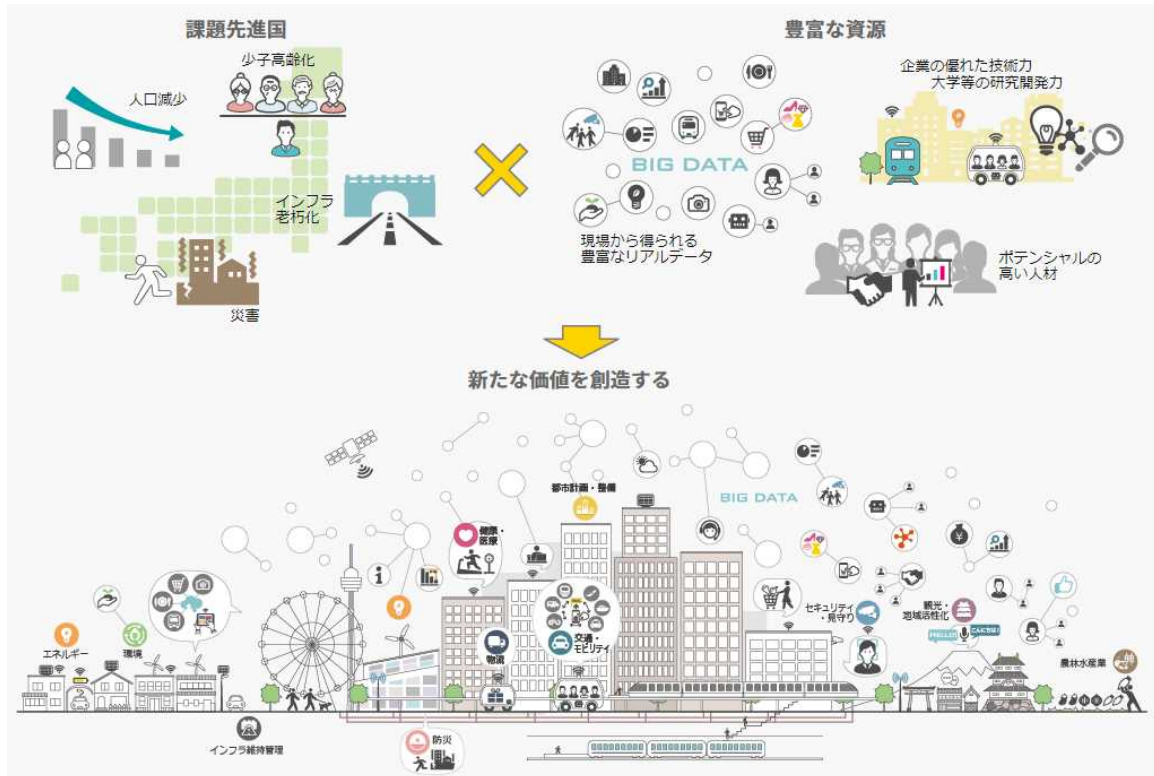 課題先進国
豊富な資源
少子高齢化
人口減少
インフラ
老朽化
災害
BIG DATA
現場から得られる
豊富なリアルデータ
企業の優れた技術力
大学等の研究開発力
ポテンシャルの
高い人材
新たな価値を創造する
都市計画・整備
BIG DATA
健康・
医療
エネルギー
環境
物流
交通・
モビリティ
セキュリティ
・見守り
観光・
地域活性化
HELLO!
こんにちは!
農林水産業
インフラ維持管理
防災